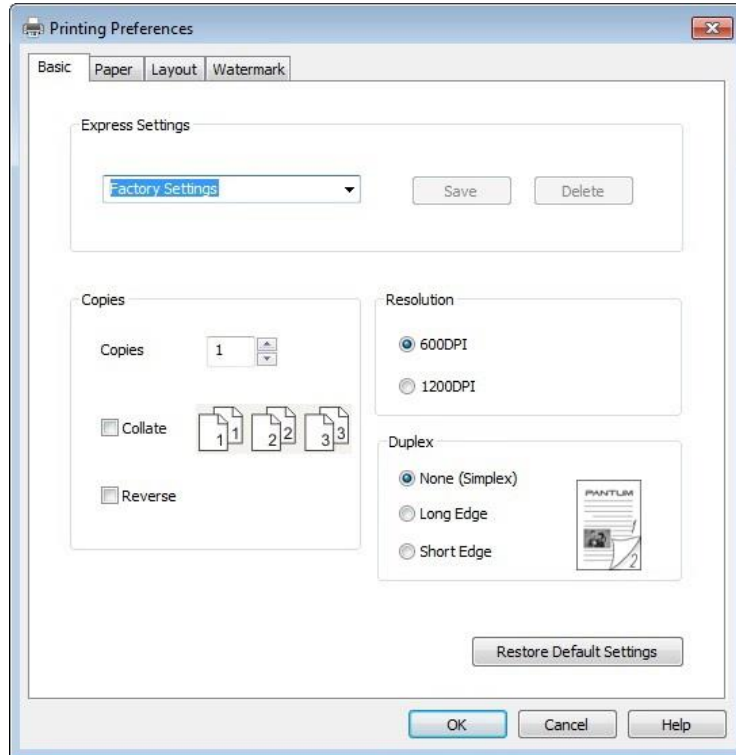 Printing Preferences
Basic Paper Layout Watermark
Express Settings
Factory Settings Save Delete
Copies
Copies 1
Collate 1 1 2 2 3 3
Reverse
Resolution
600DPI
1200DPI
Duplex
None (Simplex)
Long Edge
Short Edge
PANTUM
1
2
Restore Default Settings
OK Cancel Help